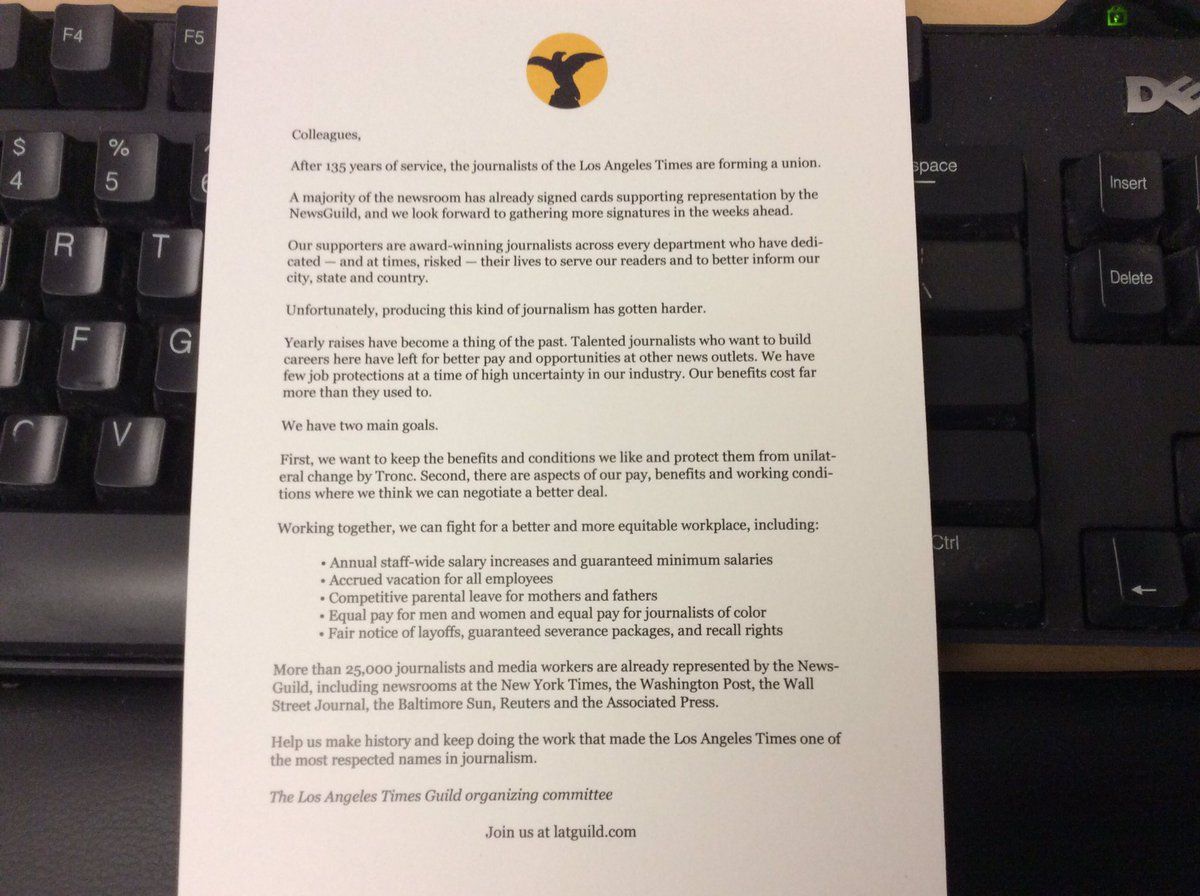 F4
F5
$
4
%
5
R
T
F
G
C
V
DELL
space
Insert
Delete
\
Ctrl
←
Colleagues,
After 135 years of service, the journalists of the Los Angeles Times are forming a union.
A majority of the newsroom has already signed cards supporting representation by the
NewsGuild, and we look forward to gathering more signatures in the weeks ahead.
Our supporters are award-winning journalists across every department who have dedi-
cated — and at times, risked — their lives to serve our readers and to better inform our
city, state and country.
Unfortunately, producing this kind of journalism has gotten harder.
Yearly raises have become a thing of the past. Talented journalists who want to build
careers here have left for better pay and opportunities at other news outlets. We have
few job protections at a time of high uncertainty in our industry. Our benefits cost far
more than they used to.
We have two main goals.
First, we want to keep the benefits and conditions we like and protect them from unilat-
eral change by Tronc. Second, there are aspects of our pay, benefits and working condi-
tions where we think we can negotiate a better deal.
Working together, we can fight for a better and more equitable workplace, including:
• Annual staff-wide salary increases and guaranteed minimum salaries
• Accrued vacation for all employees
• Competitive parental leave for mothers and fathers
• Equal pay for men and women and equal pay for journalists of color
• Fair notice of layoffs, guaranteed severance packages, and recall rights
More than 25,000 journalists and media workers are already represented by the News-
Guild, including newsrooms at the New York Times, the Washington Post, the Wall
Street Journal, the Baltimore Sun, Reuters and the Associated Press.
Help us make history and keep doing the work that made the Los Angeles Times one of
the most respected names in journalism.
The Los Angeles Times Guild organizing committee
Join us at latguild.com